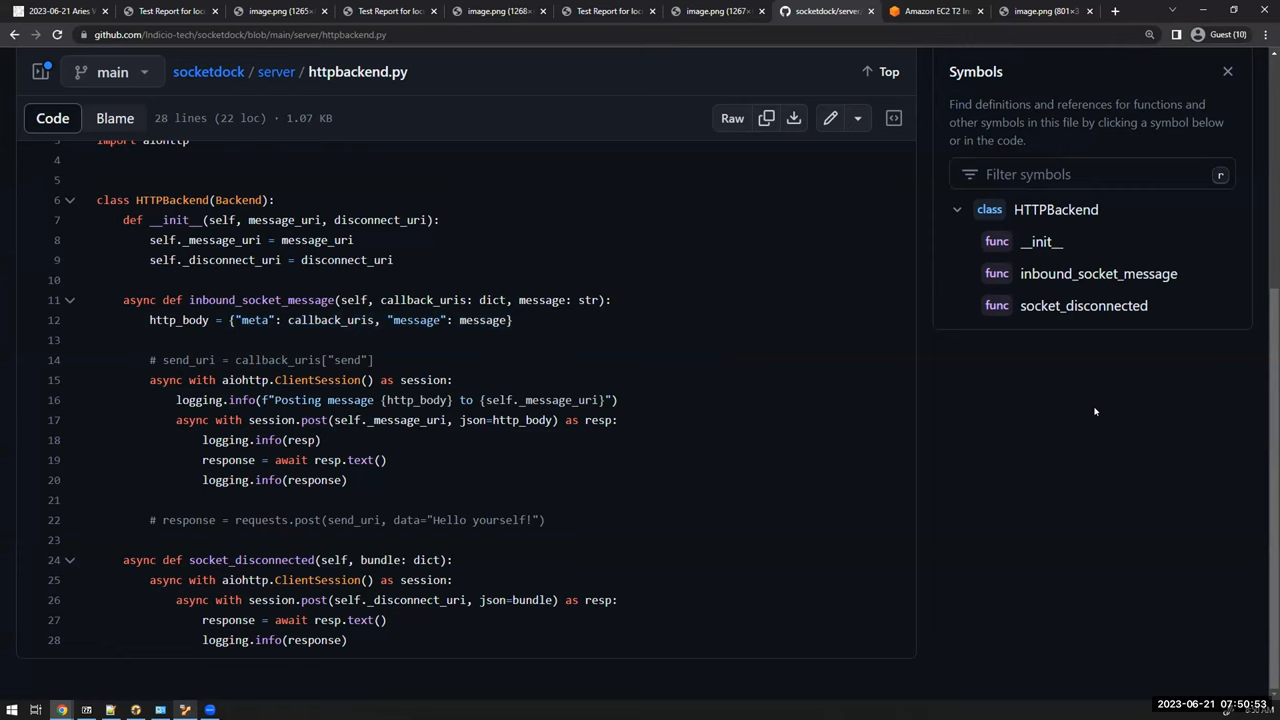 2023-06-21 Aries W
Test Report for loc
image.png (1265×
Test Report for loc
image.png (1268×
Test Report for loc
image.png (1267×
socketdock/server/
Amazon EC2 T2 In
image.png (801×3
github.com/Indicio-tech/socketdock/blob/main/server/httpbackend.py
Guest (10)
main
socketdock / server / httpbackend.py
Top
Code
Blame
28 lines (22 loc) · 1.07 KB
Raw
3 import aiohttp
4
5
6 class HTTPBackend(Backend):
7 def __init__(self, message_uri, disconnect_uri):
8 self._message_uri = message_uri
9 self._disconnect_uri = disconnect_uri
10
11 async def inbound_socket_message(self, callback_uris: dict, message: str):
12 http_body = {"meta": callback_uris, "message": message}
13
14 # send_uri = callback_uris["send"]
15 async with aiohttp.ClientSession() as session:
16 logging.info(f"Posting message {http_body} to {self._message_uri}")
17 async with session.post(self._message_uri, json=http_body) as resp:
18 logging.info(resp)
19 response = await resp.text()
20 logging.info(response)
21
22 # response = requests.post(send_uri, data="Hello yourself!")
23
24 async def socket_disconnected(self, bundle: dict):
25 async with aiohttp.ClientSession() as session:
26 async with session.post(self._disconnect_uri, json=bundle) as resp:
27 response = await resp.text()
28 logging.info(response)
Symbols
Find definitions and references for functions and
other symbols in this file by clicking a symbol below
or in the code.
Filter symbols
r
class HTTPBackend
func __init__
func inbound_socket_message
func socket_disconnected
2023-06-21 07:50:53